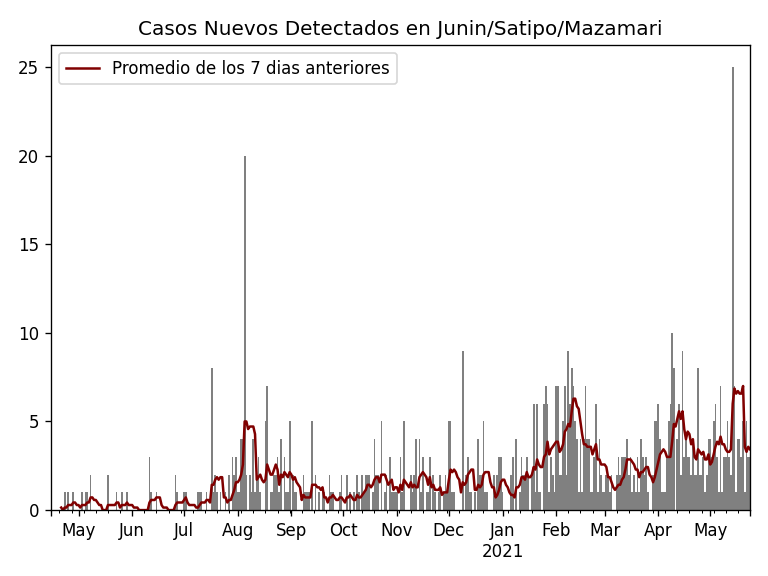 Casos Nuevos Detectados en Junin/Satipo/Mazamari
Promedio de los 7 dias anteriores
25
20
15
10
5
0
May Jun Jul Aug Sep Oct Nov Dec Jan Feb Mar Apr May
2021